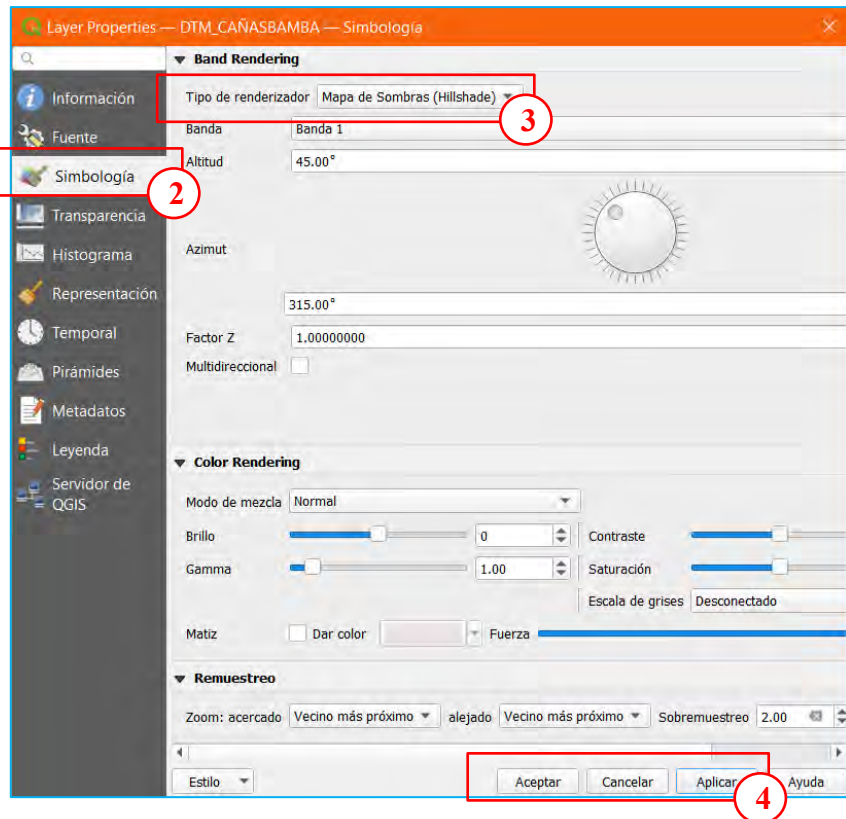 Layer Properties — DTM_CAÑASBAMBA — Simbología
Band Rendering
Información
Tipo de renderizador Mapa de Sombras (Hillshade)
3
Fuente
Banda Banda 1
Altitud 45.00°
Simbología
2
Transparencia
Histograma
Azimut
Representación
315.00°
Temporal
Factor Z 1.00000000
Pirámides
Multidireccional
Metadatos
Leyenda
Color Rendering
Servidor de
QGIS
Modo de mezcla Normal
Brillo 0 Contraste
Gamma 1.00 Saturación
Escala de grises Desconectado
Matiz Dar color Fuerza
Remuestreo
Zoom: acercado Vecino más próximo alejado Vecino más próximo Sobremuestreo 2.00
Estilo Aceptar Cancelar Aplicar Ayuda
4